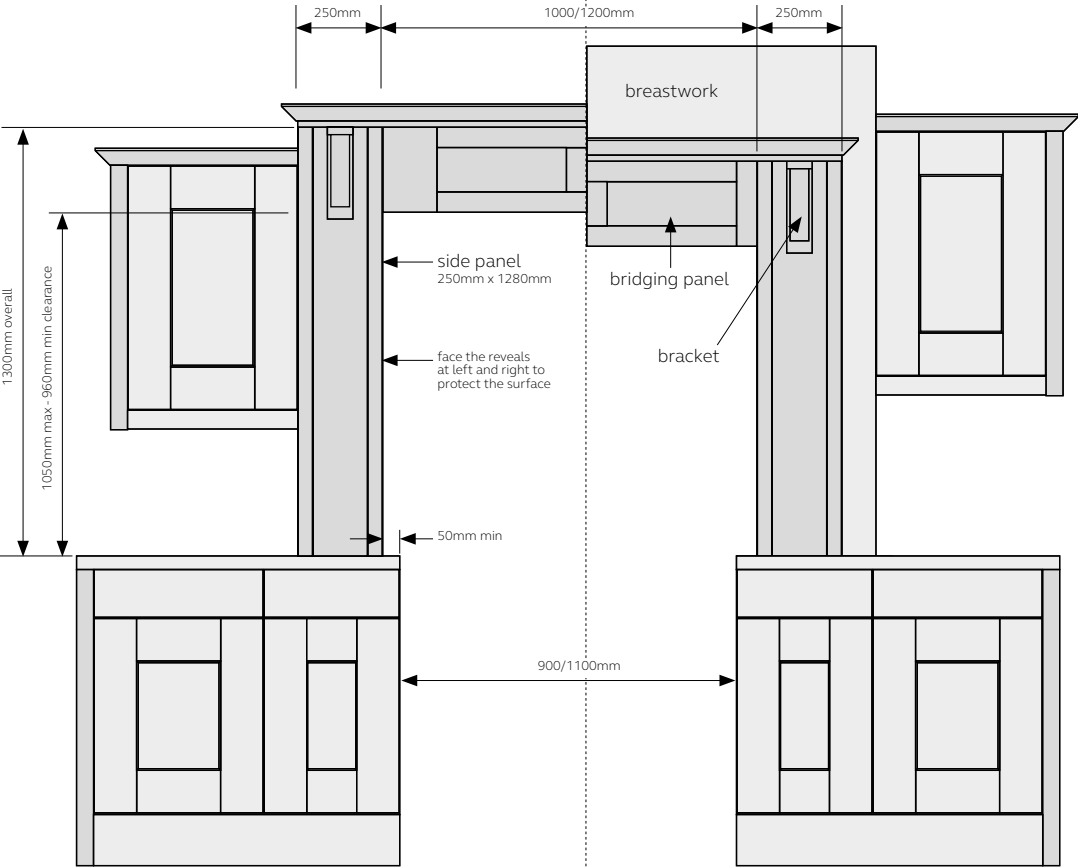 250mm
1000/1200mm
250mm
breastwork
side panel
250mm x 1280mm
bridging panel
1300mm overall
1050mm max - 960mm min clearance
face the reveals
at left and right to
protect the surface
bracket
50mm min
900/1100mm